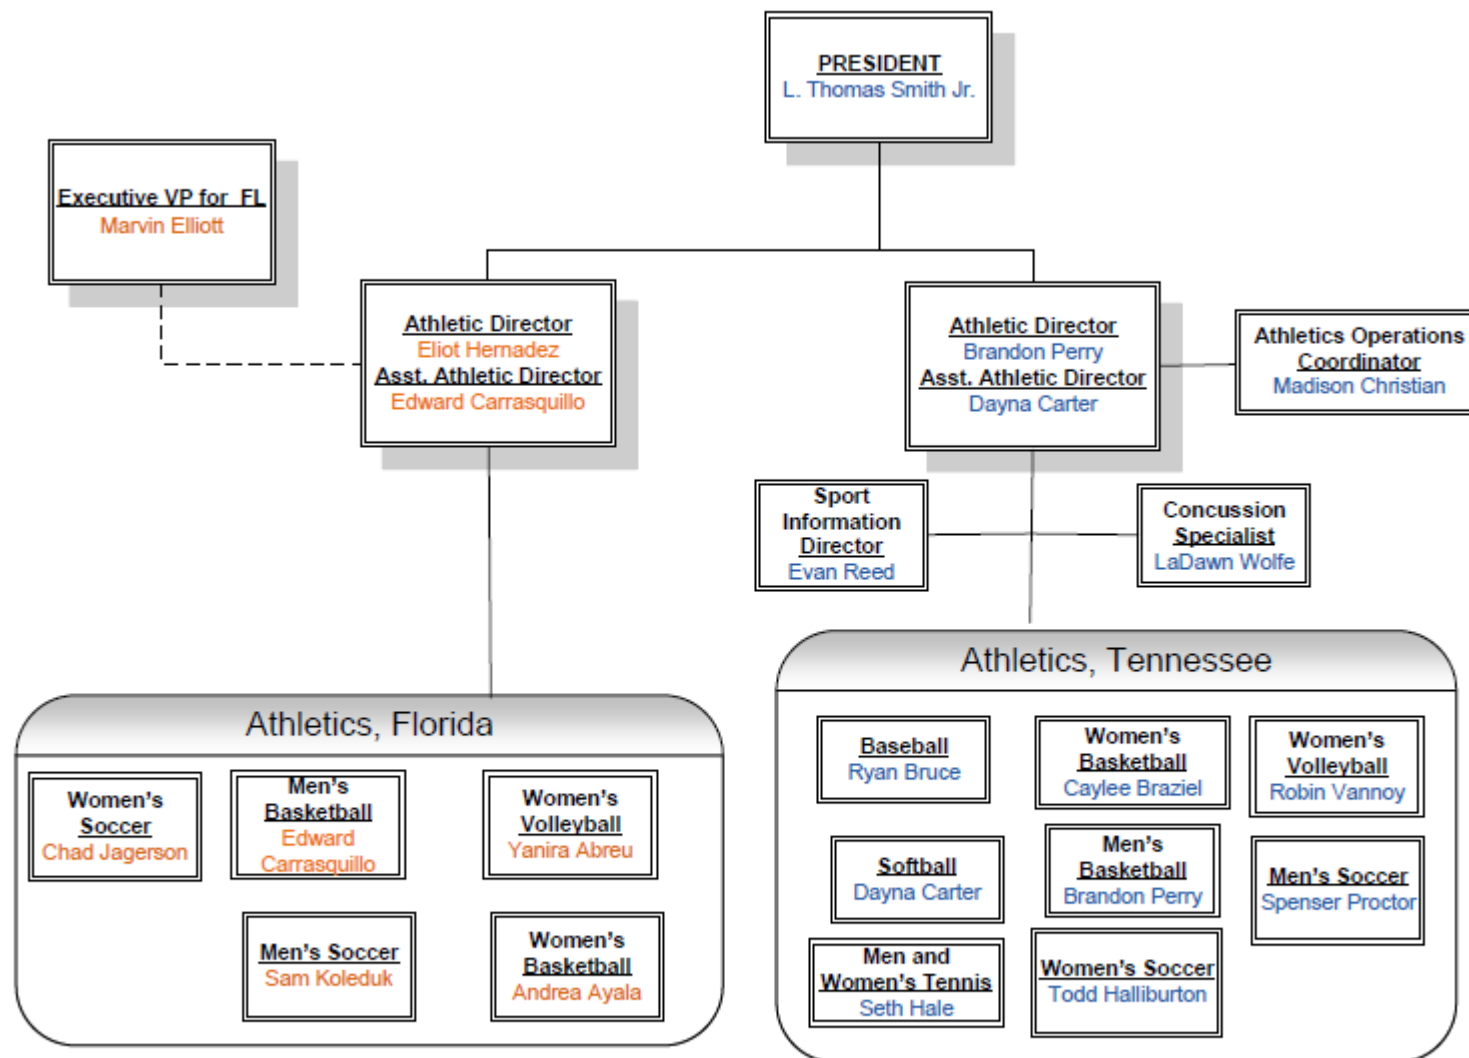 PRESIDENT
L. Thomas Smith Jr.
Executive VP for FL
Marvin Elliott
Athletic Director
Eliot Hernadez
Asst. Athletic Director
Edward Carrasquillo
Athletic Director
Brandon Perry
Asst. Athletic Director
Dayna Carter
Athletics Operations
Coordinator
Madison Christian
Sport
Information
Director
Evan Reed
Concussion
Specialist
LaDawn Wolfe
Athletics, Florida
Women's
Soccer
Chad Jagerson
Men's
Basketball
Edward
Carrasquillo
Women's
Volleyball
Yanira Abreu
Men's Soccer
Sam Koleduk
Women's
Basketball
Andrea Ayala
Athletics, Tennessee
Baseball
Ryan Bruce
Women's
Basketball
Caylee Braziel
Women's
Volleyball
Robin Vannoy
Softball
Dayna Carter
Men's
Basketball
Brandon Perry
Men's Soccer
Spenser Proctor
Men and
Women's Tennis
Seth Hale
Women's Soccer
Todd Halliburton